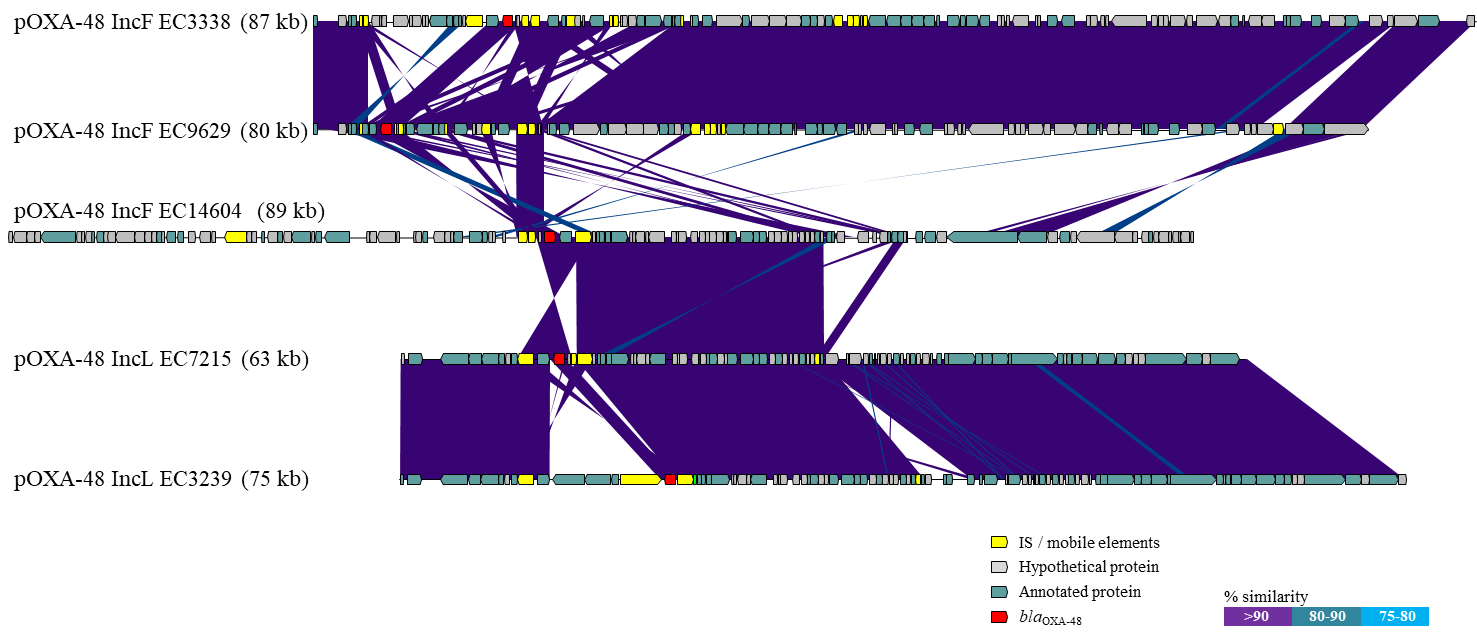 pOXA-48 IncF EC3338 (87 kb)
pOXA-48 IncF EC9629 (80 kb)
pOXA-48 IncF EC14604 (89 kb)
pOXA-48 IncL EC7215 (63 kb)
pOXA-48 IncL EC3239 (75 kb)
IS / mobile elements
Hypothetical protein
Annotated protein
blaOXA-48
% similarity
>90 80-90 75-80